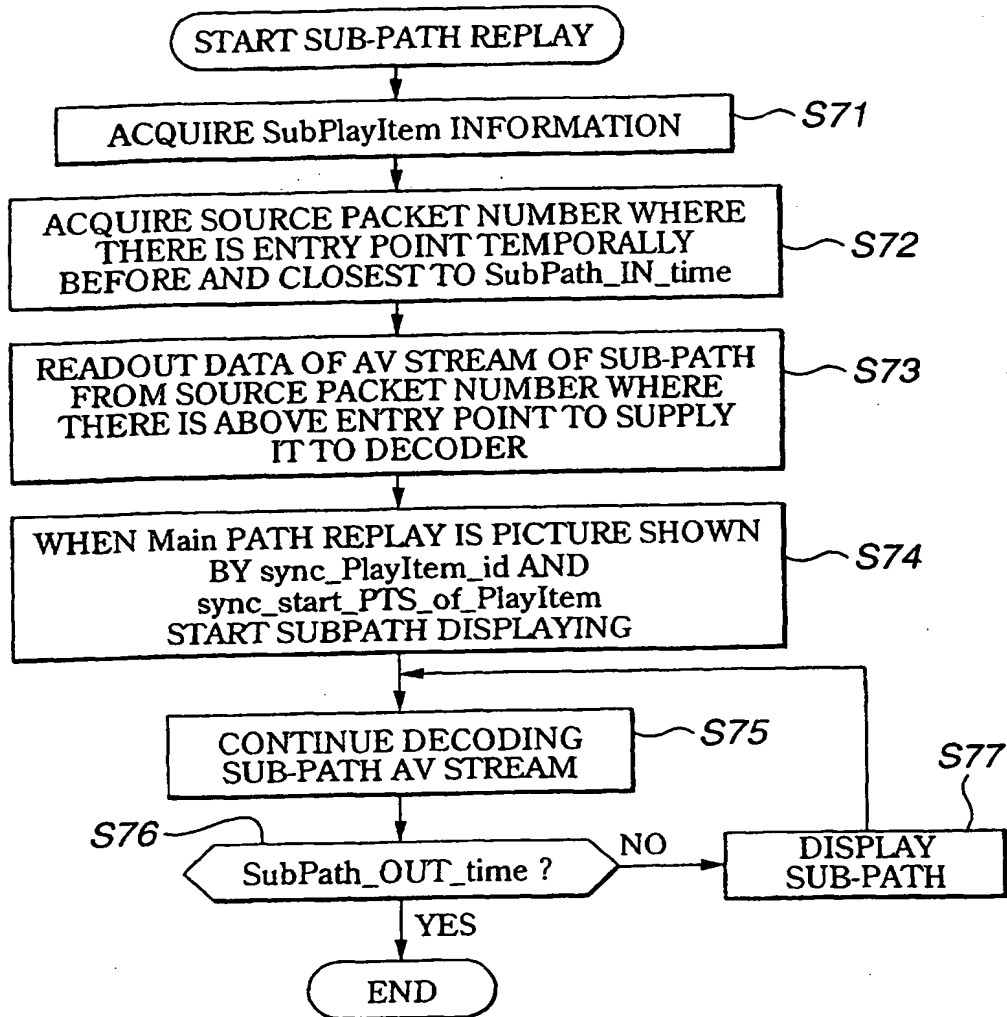 START SUB-PATH REPLAY
S71
ACQUIRE SubPlayItem INFORMATION
ACQUIRE SOURCE PACKET NUMBER WHERE
THERE IS ENTRY POINT TEMPORALLY
BEFORE AND CLOSEST TO SubPath_IN_time
S72
READOUT DATA OF AV STREAM OF SUB-PATH
FROM SOURCE PACKET NUMBER WHERE
THERE IS ABOVE ENTRY POINT TO SUPPLY
IT TO DECODER
S73
WHEN Main PATH REPLAY IS PICTURE SHOWN
BY sync_PlayItem_id AND
sync_start_PTS_of_PlayItem
START SUBPATH DISPLAYING
S74
CONTINUE DECODING
SUB-PATH AV STREAM
S75
S76
SubPath_OUT_time ?
NO
S77
DISPLAY
SUB-PATH
YES
END